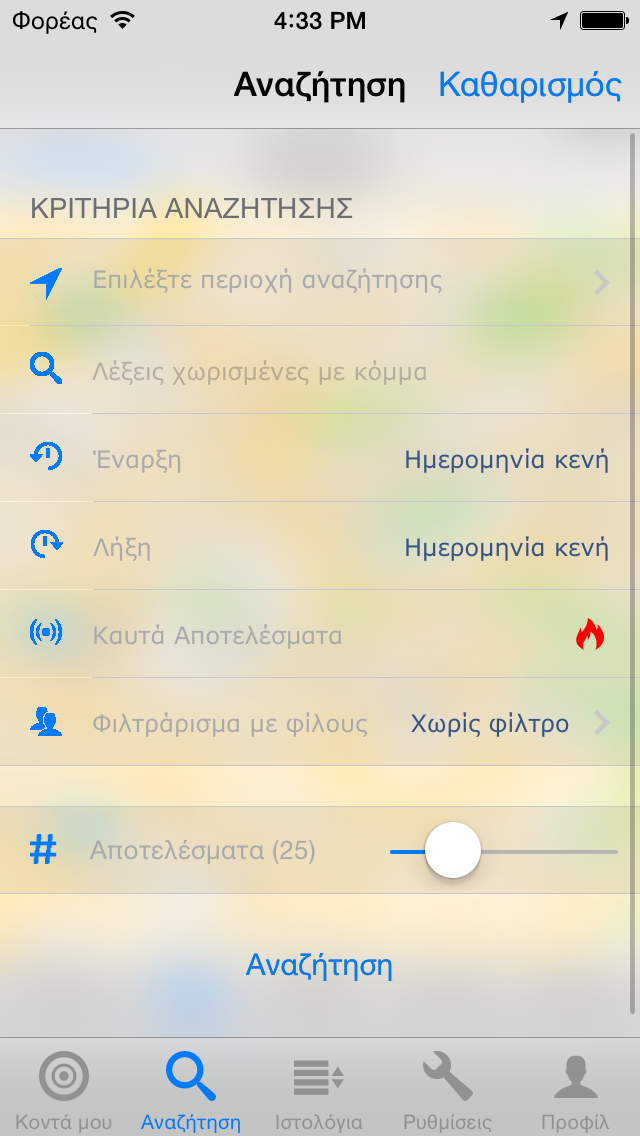 Φορέας 4:33 PM
Αναζήτηση Καθαρισμός
ΚΡΙΤΗΡΙΑ ΑΝΑΖΗΤΗΣΗΣ
Επιλέξτε περιοχή αναζήτησης
Λέξεις χωρισμένες με κόμμα
Έναρξη Ημερομηνία κενή
Λήξη Ημερομηνία κενή
Καυτά Αποτελέσματα
Φιλτράρισμα με φίλους Χωρίς φίλτρο
# Αποτελέσματα (25)
Αναζήτηση
Κοντά μου Αναζήτηση Ιστολόγια Ρυθμίσεις Προφίλ